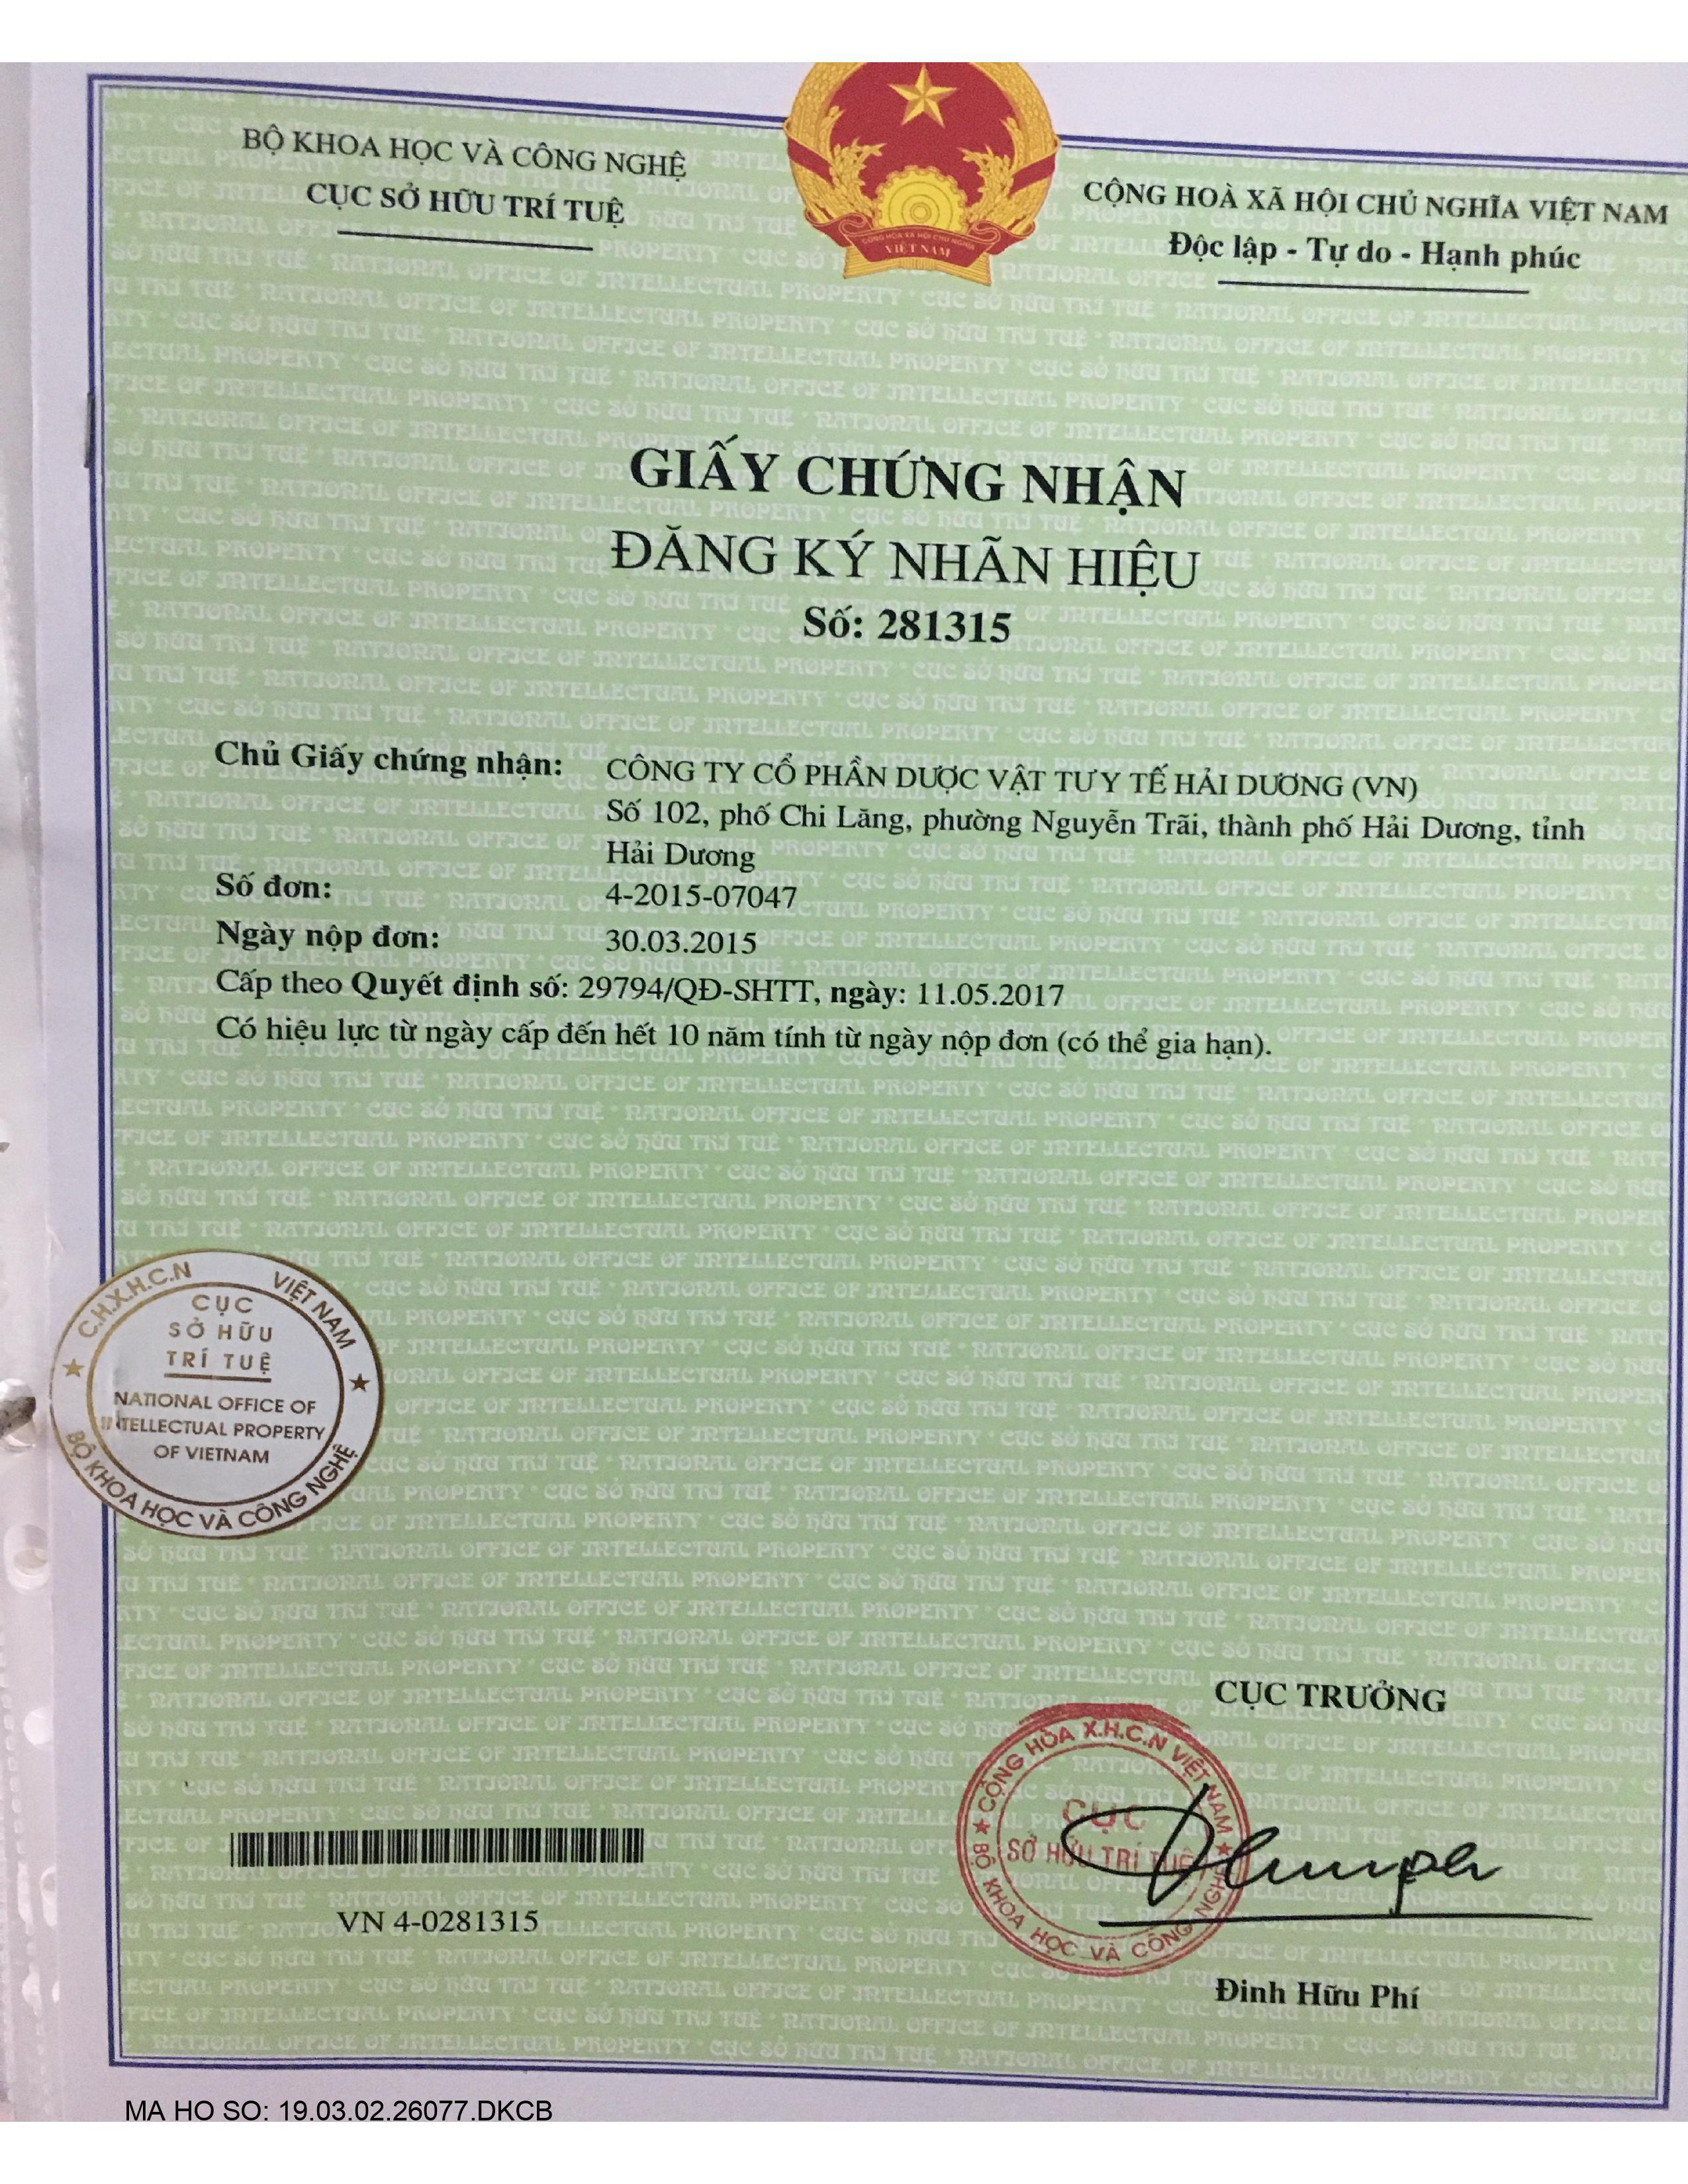 BỘ KHOA HỌC VÀ CÔNG NGHỆ
CỤC SỞ HỮU TRÍ TUỆ
CỘNG HÒA XÃ HỘI CHỦ NGHĨA
VIỆT NAM
CỘNG HOÀ XÃ HỘI CHỦ NGHĨA VIỆT NAM
Độc lập - Tự do - Hạnh phúc
GIẤY CHỨNG NHẬN
ĐĂNG KÝ NHÃN HIỆU
Số: 281315
Chủ Giấy chứng nhận: CÔNG TY CỔ PHẦN DƯỢC VẬT TƯ Y TẾ HẢI DƯƠNG (VN)
Số 102, phố Chi Lăng, phường Nguyễn Trãi, thành phố Hải Dương, tỉnh
Hải Dương
Số đơn: 4-2015-07047
Ngày nộp đơn: 30.03.2015
Cấp theo Quyết định số: 29794/QĐ-SHTT, ngày: 11.05.2017
Có hiệu lực từ ngày cấp đến hết 10 năm tính từ ngày nộp đơn (có thể gia hạn).
C.H.X.H.C.N VIỆT NAM
CỤC
SỞ HỮU
TRÍ TUỆ
NATIONAL OFFICE OF
INTELLECTUAL PROPERTY
OF VIETNAM
BỘ KHOA HỌC VÀ CÔNG NGHỆ
CỤC TRƯỞNG
CỘNG HÒA X.H.C.N VIỆT NAM
CỤC
SỞ HỮU TRÍ TUỆ
BỘ KHOA HỌC VÀ CÔNG NGHỆ
VN 4-0281315
Đinh Hữu Phí
MA HO SO: 19.03.02.26077.DKCB